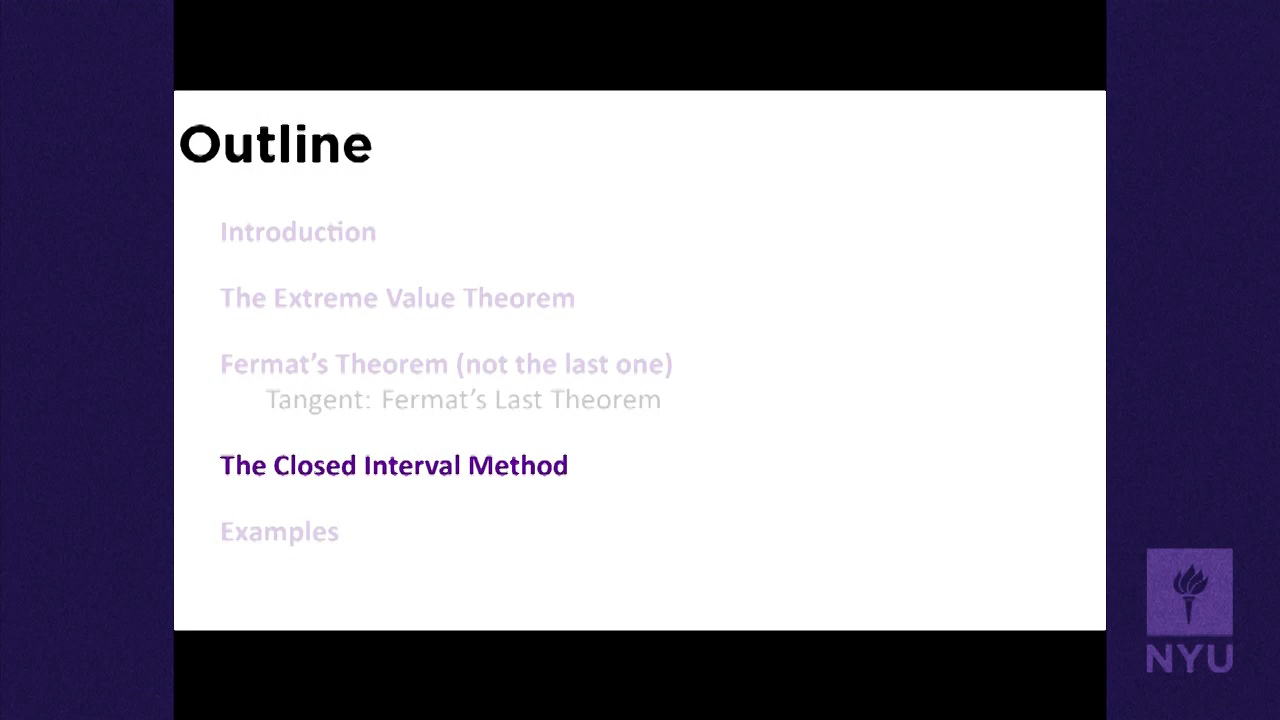 Outline
Introduction
The Extreme Value Theorem
Fermat’s Theorem (not the last one)
Tangent: Fermat’s Last Theorem
The Closed Interval Method
Examples
NYU